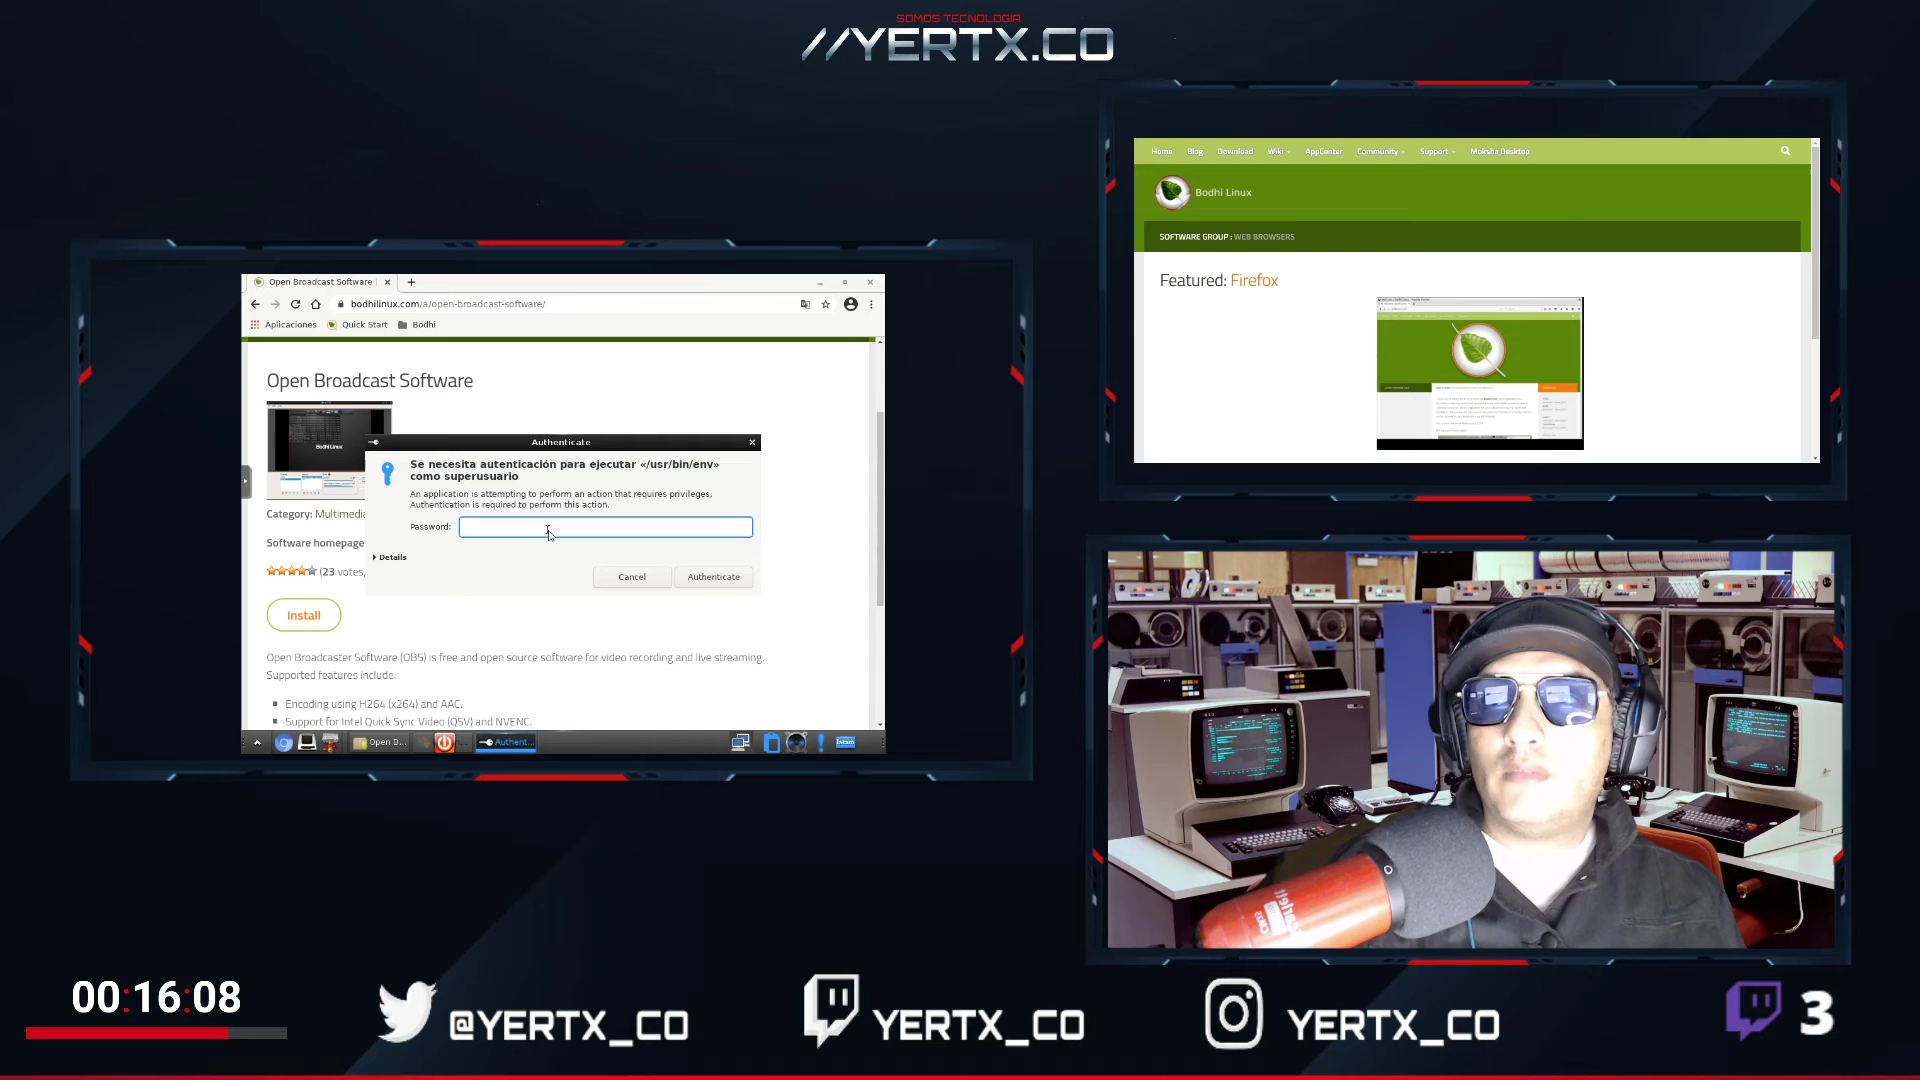 SOMOS TECNOLOGIA
//YERTX.CO
Open Broadcast Software
bodhilinux.com/a/open-broadcast-software/
Aplicaciones Quick Start Bodhi
Open Broadcast Software
Bodhi Linux
Category: Multimedia
Software homepage
(23 votes,
Install
Open Broadcaster Software (OBS) is free and open source software for video recording and live streaming.
Supported features include:
Encoding using H264 (x264) and AAC.
Support for Intel Quick Sync Video (QSV) and NVENC.
Authenticate
Se necesita autenticación para ejecutar «/usr/bin/env»
como superusuario
An application is attempting to perform an action that requires privileges.
Authentication is required to perform this action.
Password:
Details
Cancel Authenticate
Open B... Authent...
Home Blog Download Wiki AppCenter Community Support Moksha Desktop
Bodhi Linux
SOFTWARE GROUP : WEB BROWSERS
Featured: Firefox
00:16:08
@YERTX_CO
YERTX_CO
YERTX_CO
3